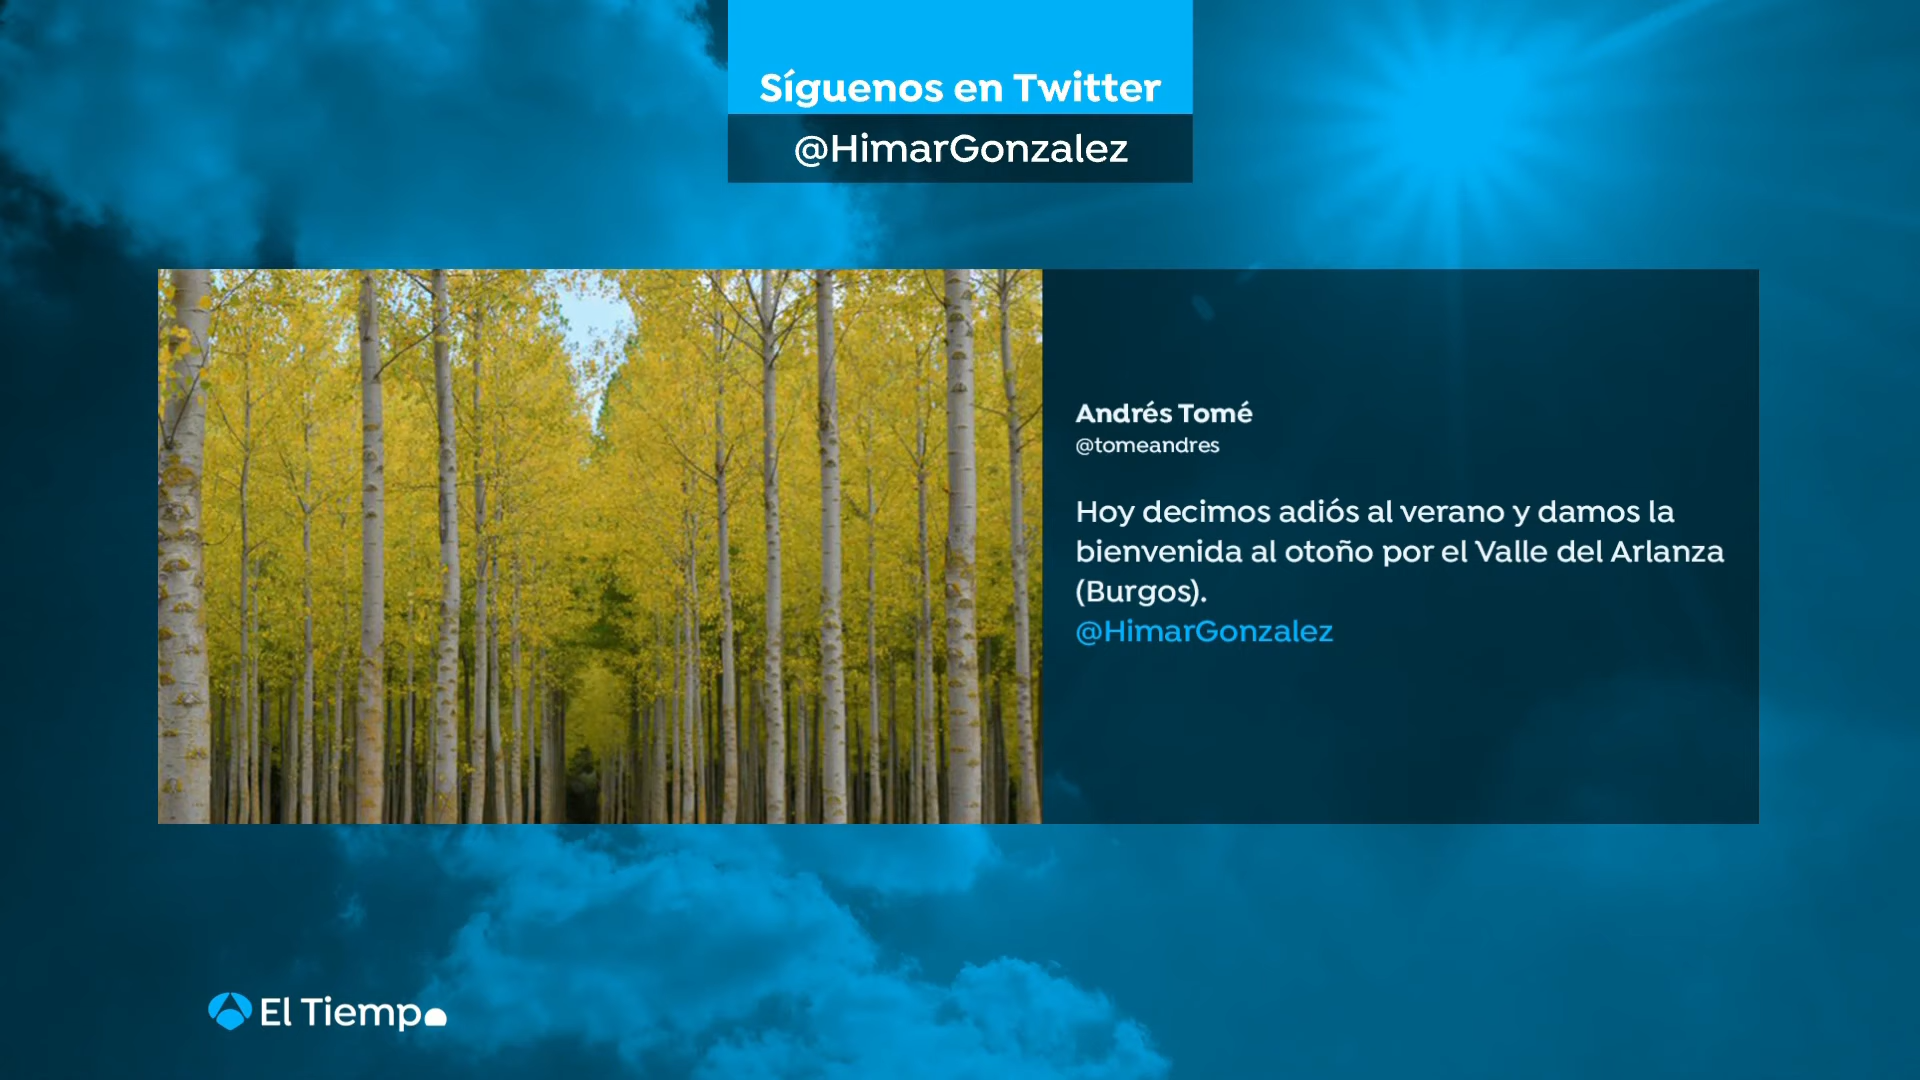 Síguenos en Twitter
@HimarGonzalez
Andrés Tomé
@tomeandres
Hoy decimos adiós al verano y damos la
bienvenida al otoño por el Valle del Arlanza
(Burgos).
@HimarGonzalez
El Tiempo